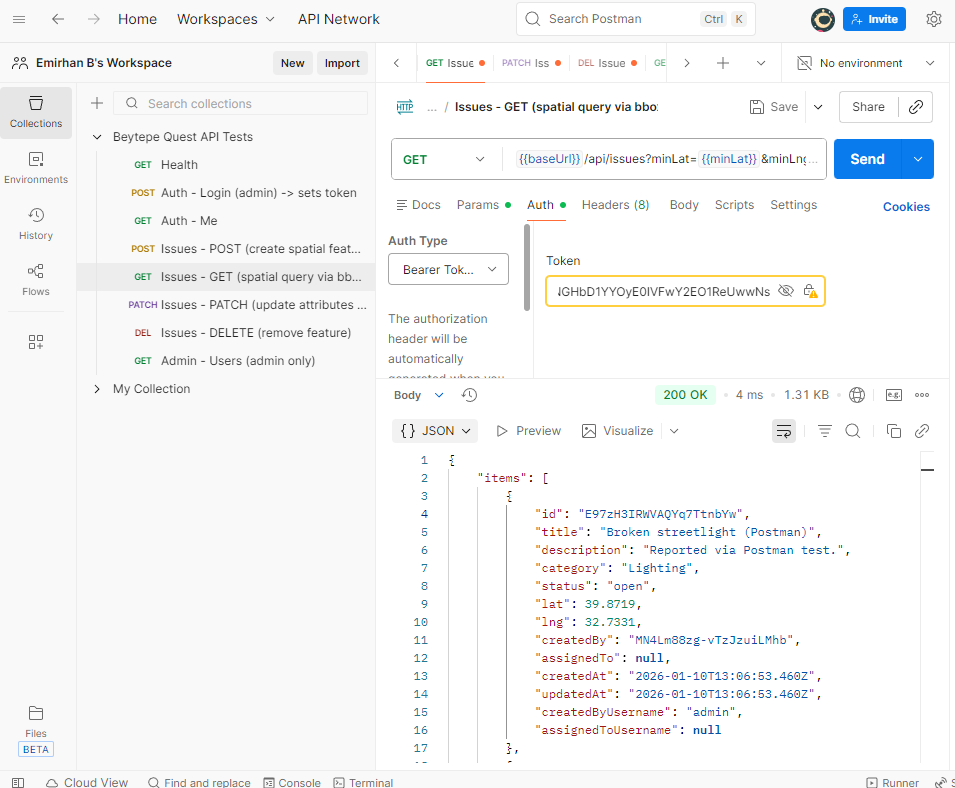 Home Workspaces API Network Search Postman Ctrl K Invite
Emirhan B's Workspace New Import
GET Issue PATCH Iss DEL Issue GE No environment
Collections
Environments
History
Flows
Files
BETA
Search collections
Beytepe Quest API Tests
GET Health
POST Auth - Login (admin) -> sets token
GET Auth - Me
POST Issues - POST (create spatial feat...
GET Issues - GET (spatial query via bb...
PATCH Issues - PATCH (update attributes ...
DEL Issues - DELETE (remove feature)
GET Admin - Users (admin only)
My Collection
HTTP ... / Issues - GET (spatial query via bbo Save Share
GET {{baseUrl}} /api/issues?minLat= {{minLat}} &minLng... Send
Docs Params Auth Headers (8) Body Scripts Settings Cookies
Auth Type
Bearer Tok...
The authorization
header will be
automatically
generated when you
Token
GHbD1YYOyE0IVFwY2EO1ReUwwNs
Body 200 OK 4 ms 1.31 KB e.g.
{} JSON Preview Visualize
1 {
2 "items": [
3 {
4 "id": "E97zH3IRWVAQYq7TtnbYw",
5 "title": "Broken streetlight (Postman)",
6 "description": "Reported via Postman test.",
7 "category": "Lighting",
8 "status": "open",
9 "lat": 39.8719,
10 "lng": 32.7331,
11 "createdBy": "MN4Lm88zg-vTzJzuiLMhb",
12 "assignedTo": null,
13 "createdAt": "2026-01-10T13:06:53.460Z",
14 "updatedAt": "2026-01-10T13:06:53.460Z",
15 "createdByUsername": "admin",
16 "assignedToUsername": null
17 },
Cloud View Find and replace Console Terminal Runner